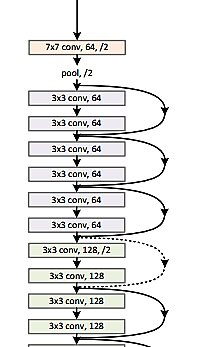 7x7 conv, 64, /2
pool, /2
3x3 conv, 64
3x3 conv, 64
3x3 conv, 64
3x3 conv, 64
3x3 conv, 64
3x3 conv, 64
3x3 conv, 128, /2
3x3 conv, 128
3x3 conv, 128
3x3 conv, 128